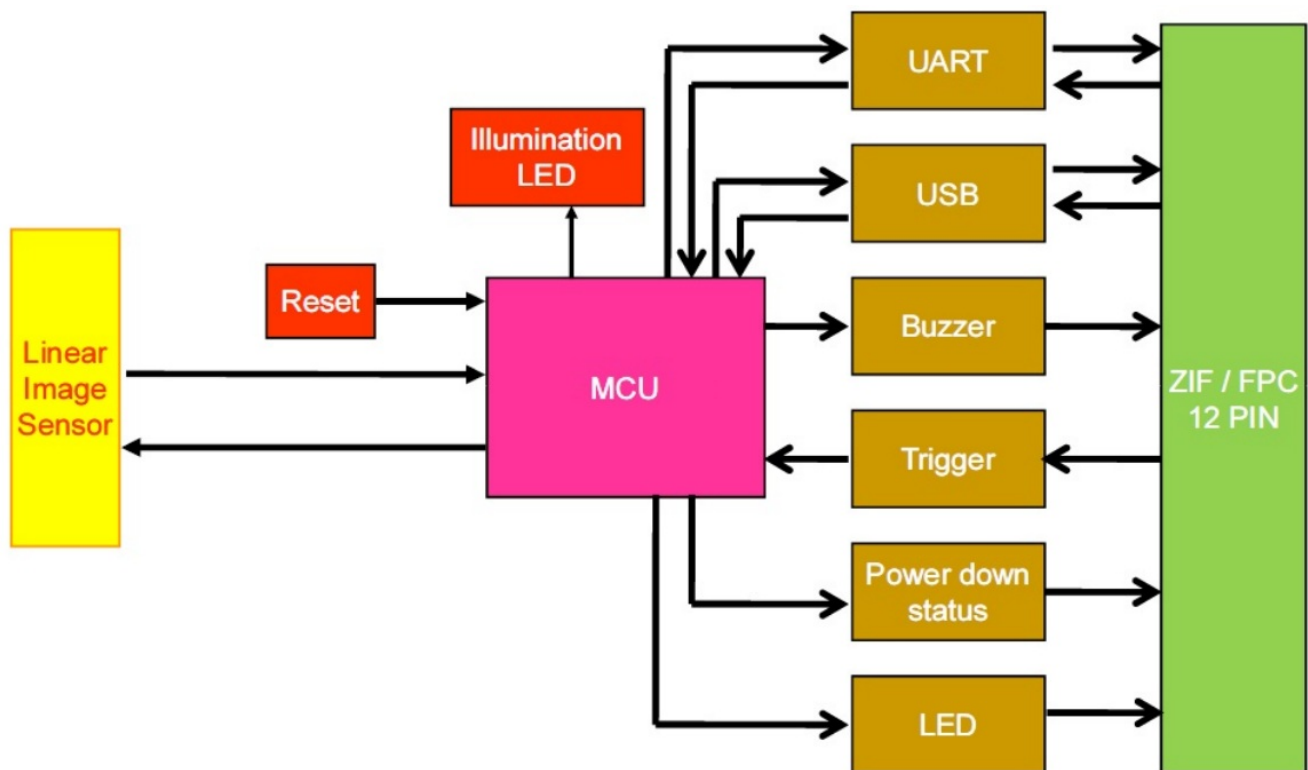 UART
Illumination
LED
USB
Reset
Buzzer
Linear
Image
Sensor
MCU
ZIF / FPC
12 PIN
Trigger
Power down
status
LED